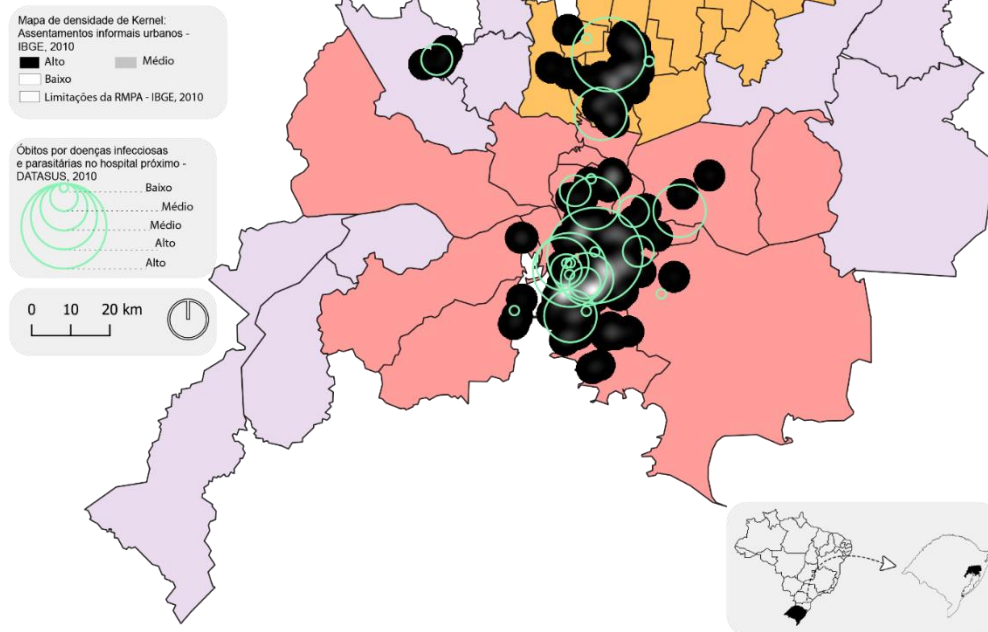 Mapa de densidade de Kernel:
Assentamentos informais urbanos -
IBGE, 2010
Alto Médio
Baixo
Limitações da RMPA - IBGE, 2010
Óbitos por doenças infecciosas
e parasitárias no hospital próximo -
DATASUS, 2010
Baixo
Médio
Médio
Alto
Alto
0 10 20 km